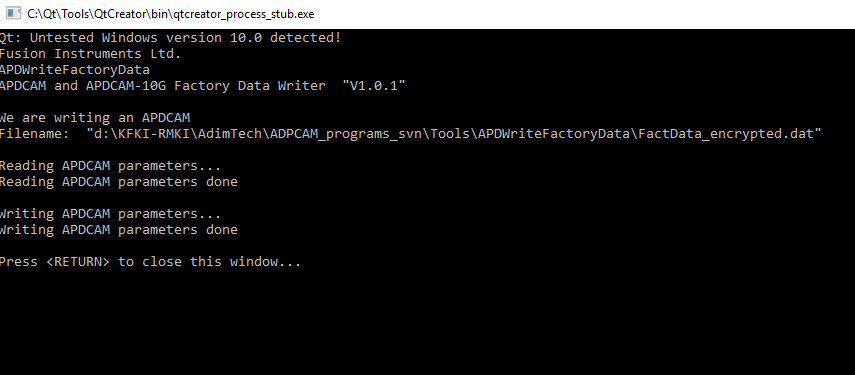 C:\Qt\Tools\QtCreator\bin\qtcreator_process_stub.exe
Qt: Untested Windows version 10.0 detected!
Fusion Instruments Ltd.
APDWriteFactoryData
APDCAM and APDCAM-10G Factory Data Writer  "V1.0.1"
We are writing an APDCAM
Filename:  "d:\KFKI-RMKI\AdimTech\ADPCAM_programs_svn\Tools\APDWriteFactoryData\FactData_encrypted.dat"
Reading APDCAM parameters...
Reading APDCAM parameters done
Writing APDCAM parameters...
Writing APDCAM parameters done
Press <RETURN> to close this window...